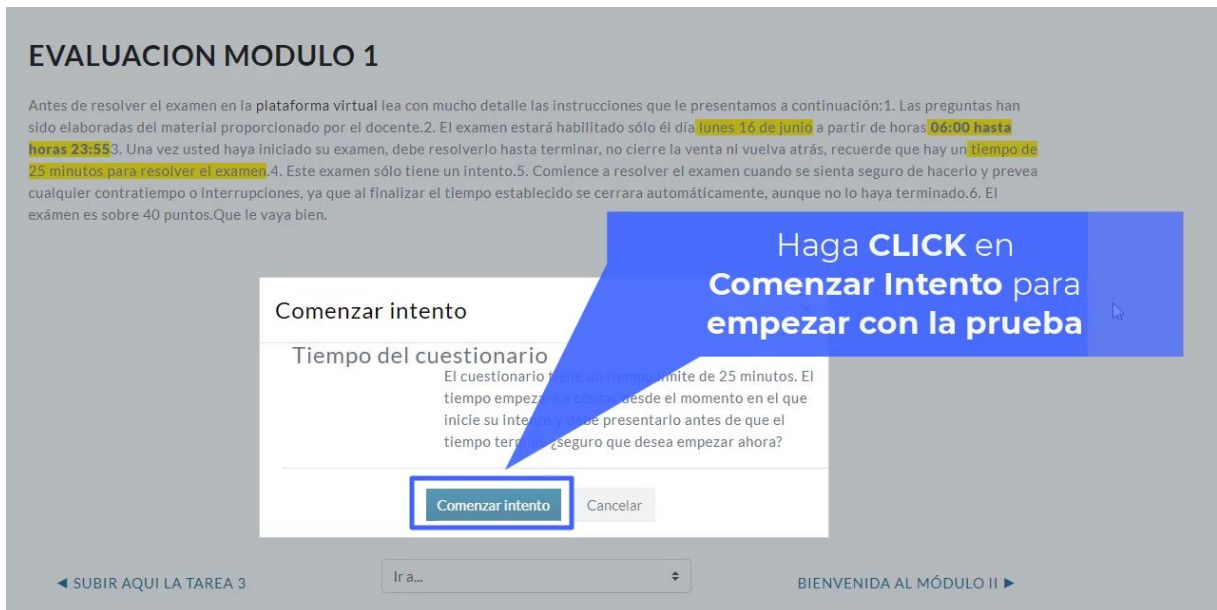 EVALUACION MODULO 1
Antes de resolver el examen en la plataforma virtual lea con mucho detalle las instrucciones que le presentamos a continuación:1. Las preguntas han
sido elaboradas del material proporcionado por el docente.2. El examen estará habilitado sólo él día lunes 16 de junio a partir de horas 06:00 hasta
horas 23:553. Una vez usted haya iniciado su examen, debe resolverlo hasta terminar, no cierre la venta ni vuelva atrás, recuerde que hay un tiempo de
25 minutos para resolver el examen.4. Este examen sólo tiene un intento.5. Comience a resolver el examen cuando se sienta seguro de hacerlo y prevea
cualquier contratiempo o interrupciones, ya que al finalizar el tiempo establecido se cerrara automáticamente, aunque no lo haya terminado.6. El
exámen es sobre 40 puntos.Que le vaya bien.
Haga CLICK en
Comenzar Intento para
empezar con la prueba
Comenzar intento
Tiempo del cuestionario
El cuestionario tiene un tiempo límite de 25 minutos. El
tiempo empezará a contar desde el momento en el que
inicie su intento y debe presentarlo antes de que el
tiempo termine ¿seguro que desea empezar ahora?
Comenzar intento
Cancelar
◄ SUBIR AQUI LA TAREA 3
Ir a...
BIENVENIDA AL MÓDULO II ►